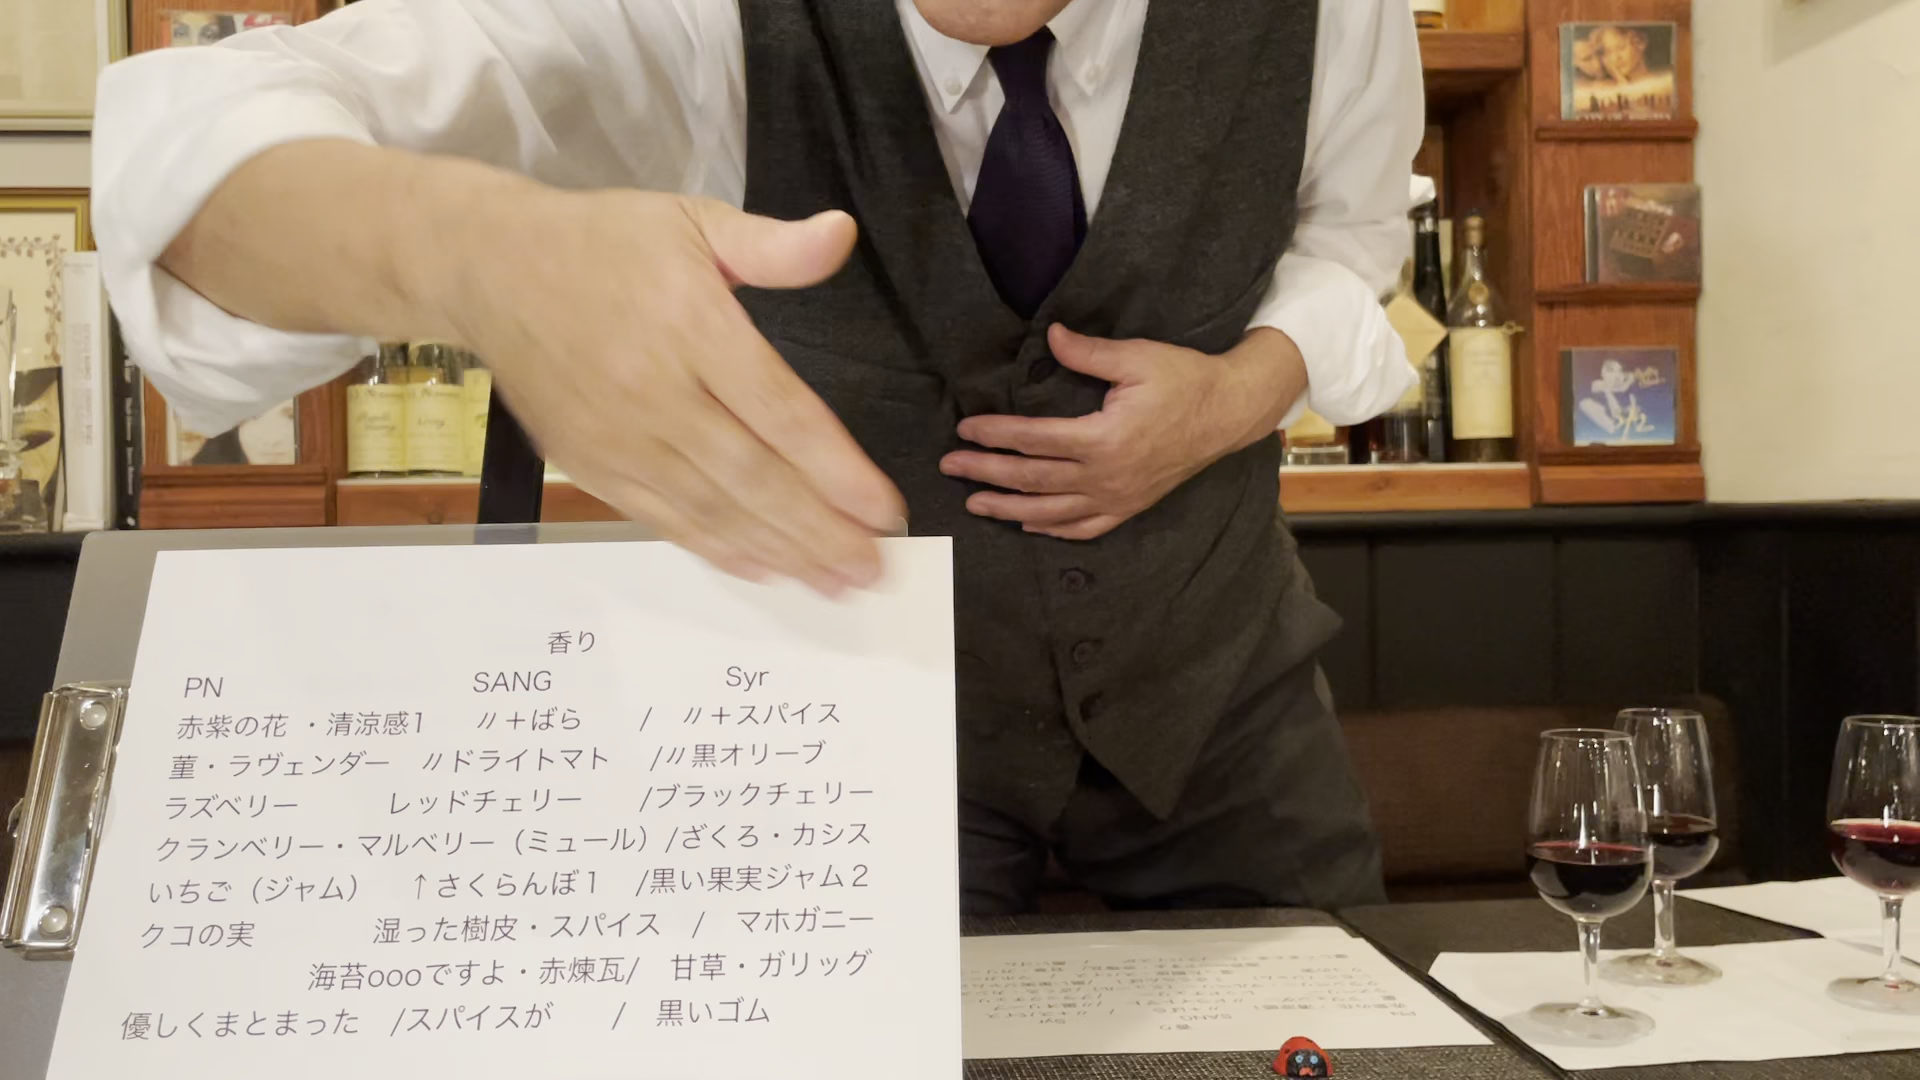 香り
PN SANG Syr
赤紫の花 ・清涼感1 〃+ばら / 〃+スパイス
菫・ラヴェンダー 〃ドライトマト /〃黒オリーブ
ラズベリー レッドチェリー /ブラックチェリー
クランベリー・マルベリー（ミュール）/ざくろ・カシス
いちご（ジャム） ↑さくらんぼ1 /黒い果実ジャム2
クコの実 湿った樹皮・スパイス / マホガニー
海苔oooですよ・赤煉瓦/ 甘草・ガリッグ
優しくまとまった /スパイスが / 黒いゴム